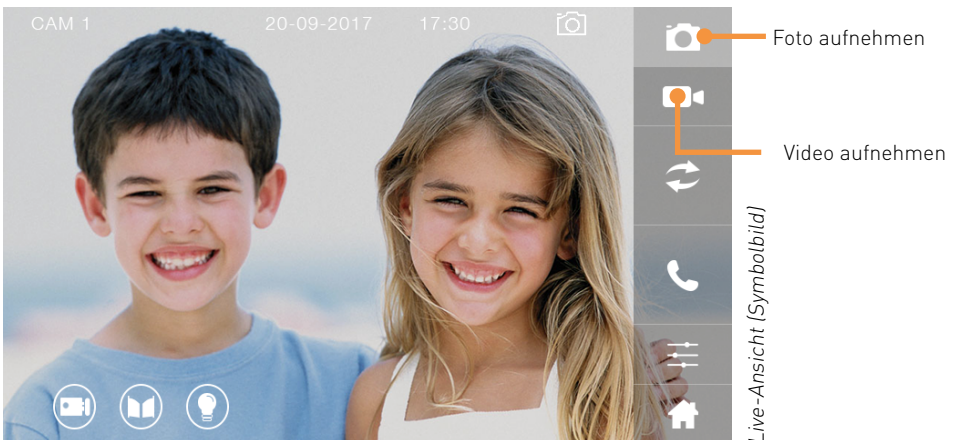 CAM 1 20-09-2017 17:30
Foto aufnehmen
Video aufnehmen
Live-Ansicht (Symbolbild)